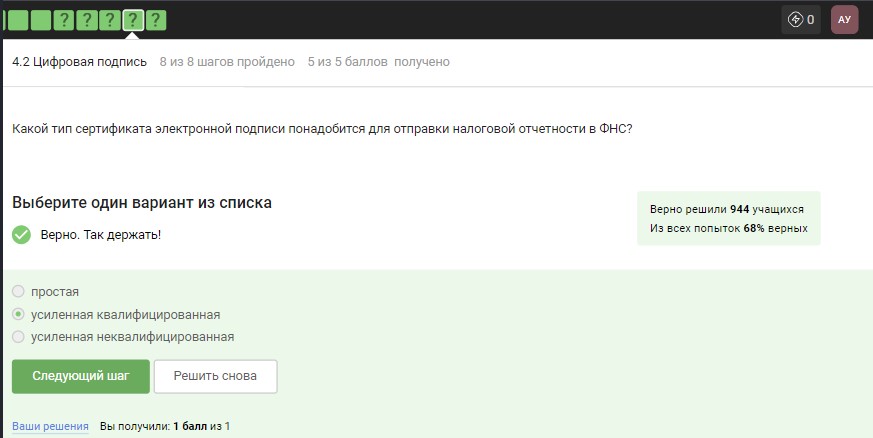 ? ? ? ? ?
0
АУ
4.2 Цифровая подпись 8 из 8 шагов пройдено 5 из 5 баллов получено
Какой тип сертификата электронной подписи понадобится для отправки налоговой отчетности в ФНС?
Выберите один вариант из списка
Верно. Так держать!
Верно решили 944 учащихся
Из всех попыток 68% верных
простая
усиленная квалифицированная
усиленная неквалифицированная
Следующий шаг Решить снова
Ваши решения Вы получили: 1 балл из 1